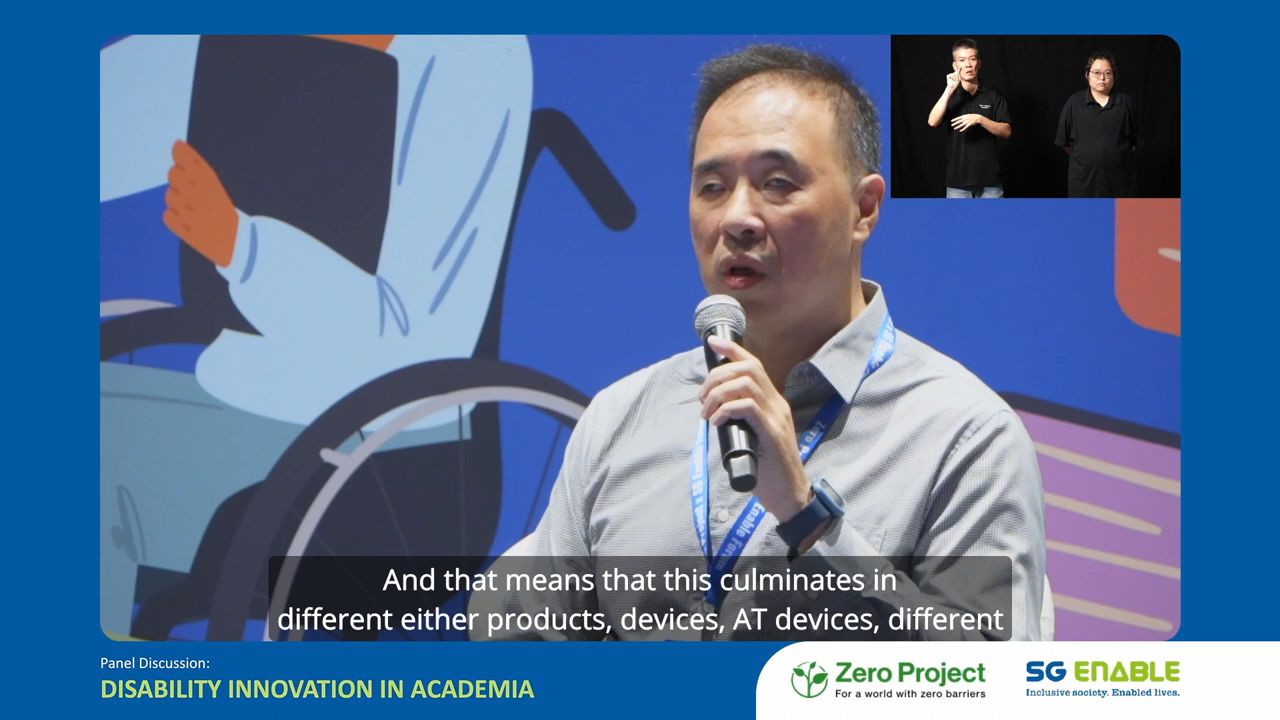 And that means that this culminates in
different either products, devices, AT devices, different
Panel Discussion:
DISABILITY INNOVATION IN ACADEMIA
Zero Project
For a world with zero barriers
SG ENABLE
Inclusive society. Enabled lives.